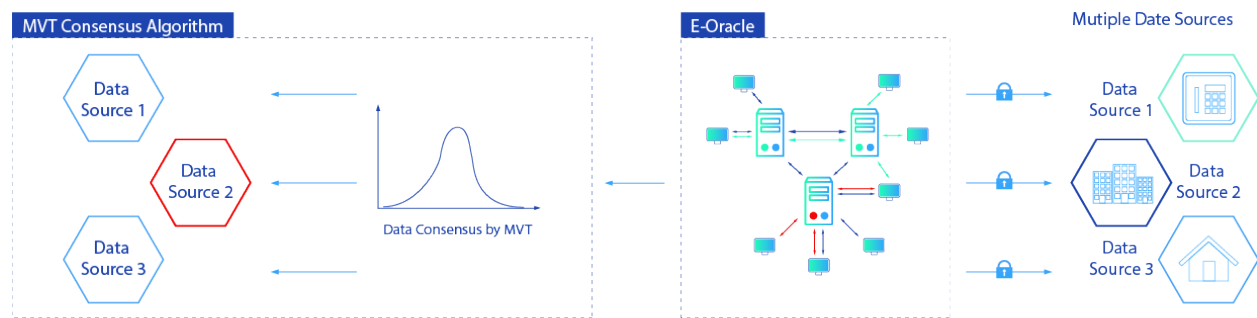 MVT Consensus Algorithm
Data
Source 1
Data
Source 2
Data
Source 3
Data Consensus by MVT
E-Oracle
Mutiple Date Sources
Data
Source 1
Data
Source 2
Data
Source 3